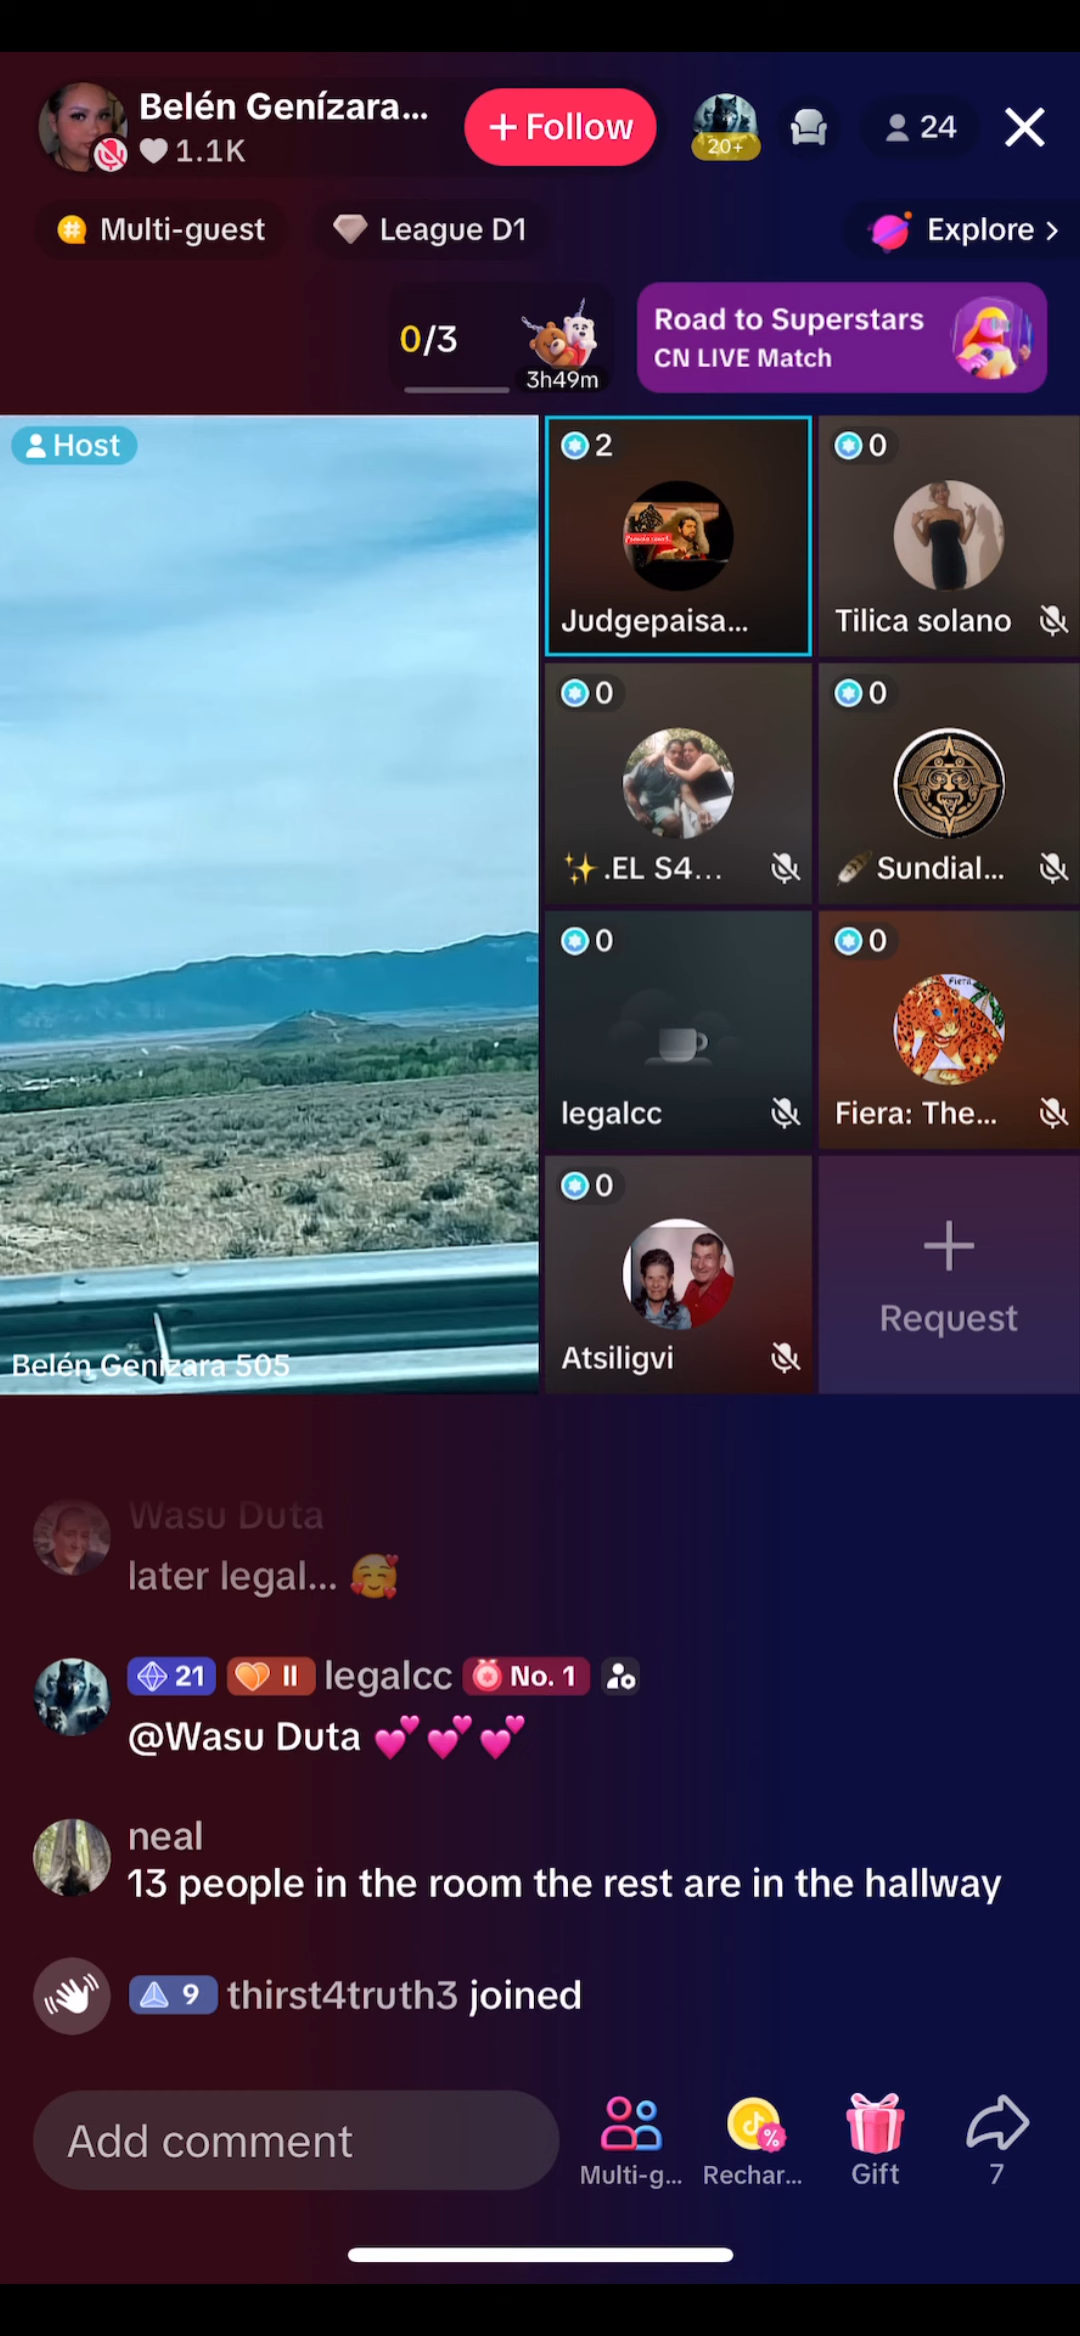 Belén Genízara...
1.1K
+ Follow
20+
24
Multi-guest
League D1
Explore >
0/3
3h49m
Road to Superstars
CN LIVE Match
Host
2
Judgepaisa...
0
Tilica solano
0
✨.EL S4...
0
🪶Sundial...
0
legalcc
0
Fiera
Fiera: The...
0
Atsiligvi
+
Request
Belén Genízara 505
Wasu Duta
later legal... 🥰
21 II legalcc No. 1
@Wasu Duta 💕💕💕
neal
13 people in the room the rest are in the hallway
9 thirst4truth3 joined
Add comment
Multi-g...
Rechar...
Gift
7